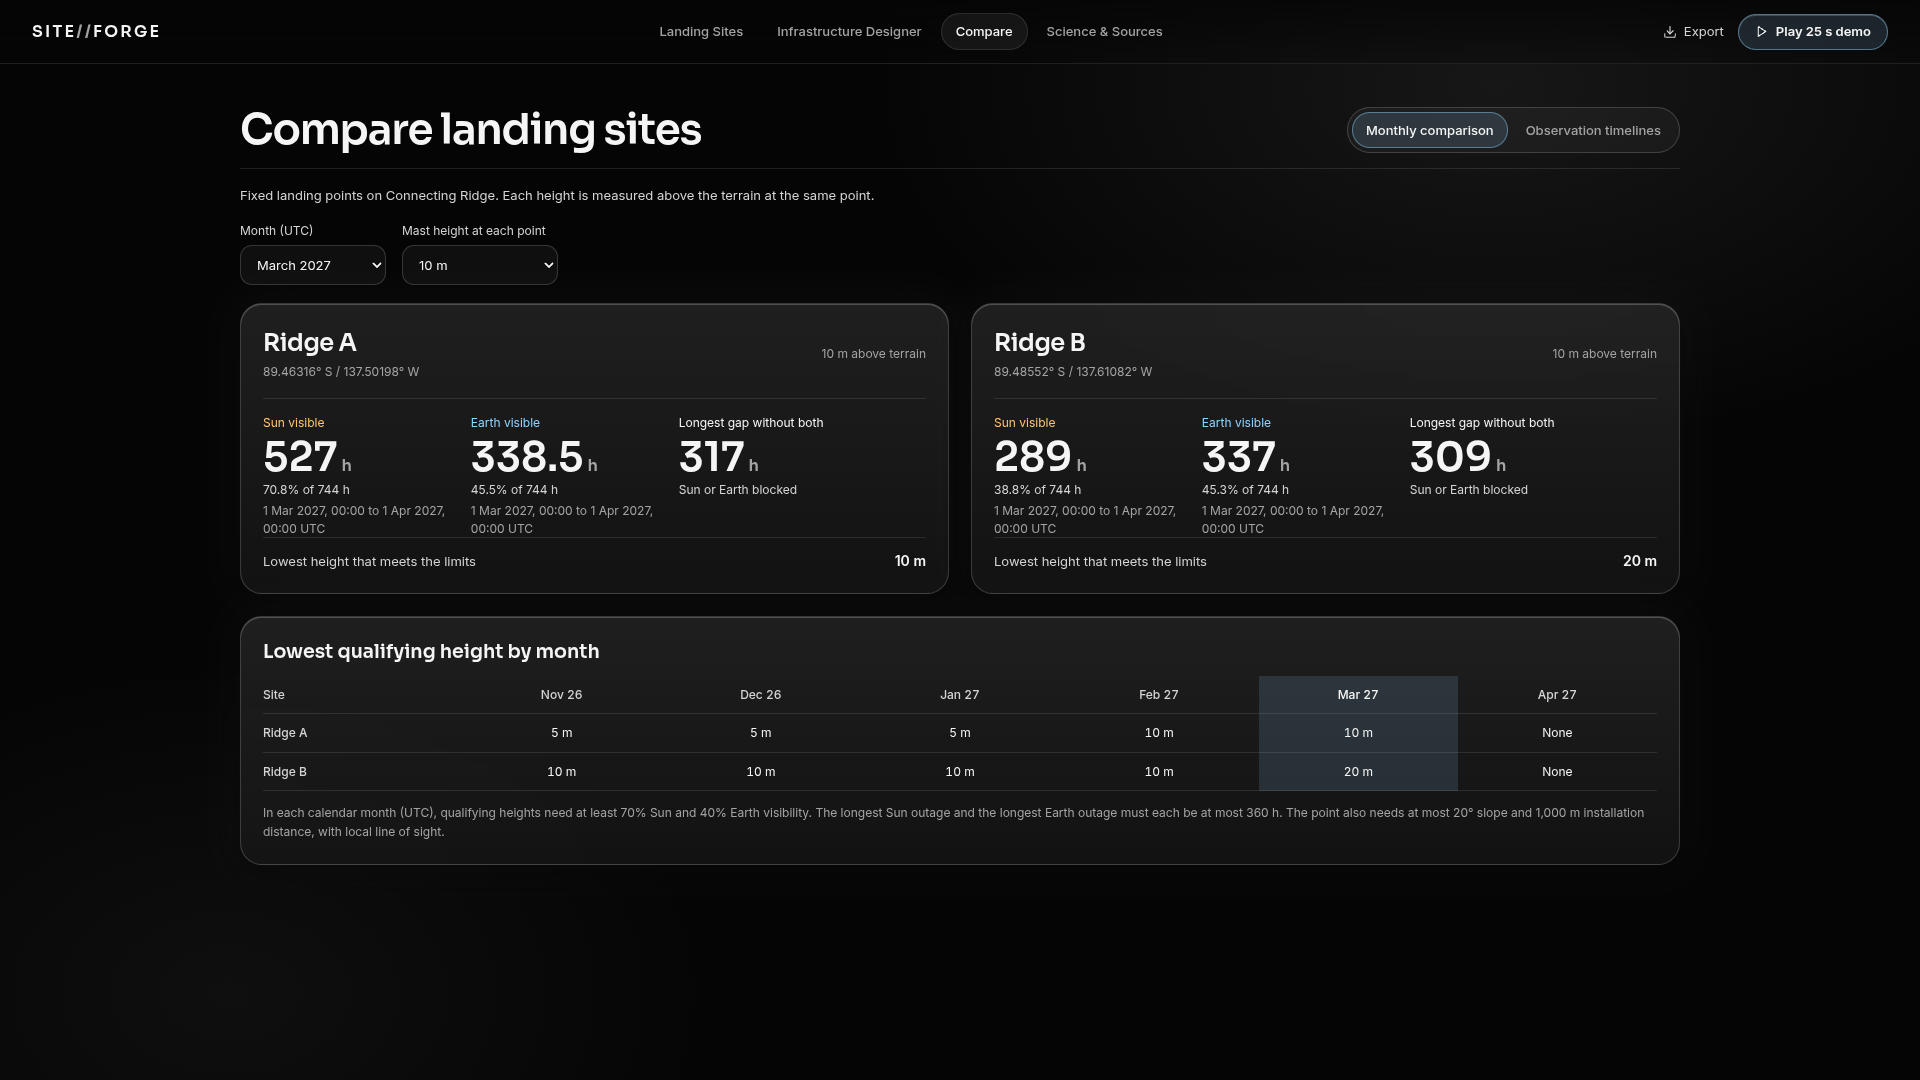 SITE//FORGE
Landing Sites
Infrastructure Designer
Compare
Science & Sources
Export
Play 25 s demo
Compare landing sites
Monthly comparison
Observation timelines
Fixed landing points on Connecting Ridge. Each height is measured above the terrain at the same point.
Month (UTC)
Mast height at each point
March 2027
10 m
Ridge A
89.46316° S / 137.50198° W
10 m above terrain
Sun visible
527 h
70.8% of 744 h
1 Mar 2027, 00:00 to 1 Apr 2027,
00:00 UTC
Earth visible
338.5 h
45.5% of 744 h
1 Mar 2027, 00:00 to 1 Apr 2027,
00:00 UTC
Longest gap without both
317 h
Sun or Earth blocked
Lowest height that meets the limits
10 m
Ridge B
89.48552° S / 137.61082° W
10 m above terrain
Sun visible
289 h
38.8% of 744 h
1 Mar 2027, 00:00 to 1 Apr 2027,
00:00 UTC
Earth visible
337 h
45.3% of 744 h
1 Mar 2027, 00:00 to 1 Apr 2027,
00:00 UTC
Longest gap without both
309 h
Sun or Earth blocked
Lowest height that meets the limits
20 m
Lowest qualifying height by month
Site Nov 26 Dec 26 Jan 27 Feb 27 Mar 27 Apr 27
Ridge A 5 m 5 m 5 m 10 m 10 m None
Ridge B 10 m 10 m 10 m 10 m 20 m None
In each calendar month (UTC), qualifying heights need at least 70% Sun and 40% Earth visibility. The longest Sun outage and the longest Earth outage must each be at most 360 h. The point also needs at most 20° slope and 1,000 m installation
distance, with local line of sight.